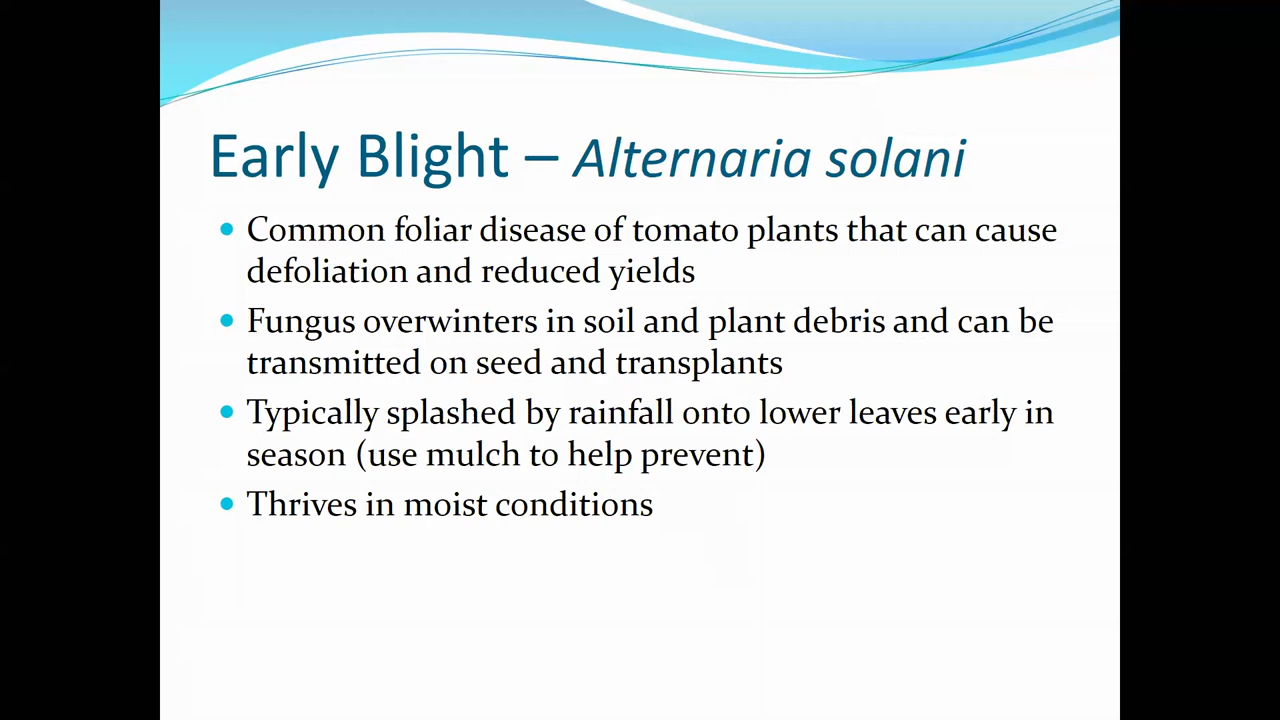 Early Blight – Alternaria solani
• Common foliar disease of tomato plants that can cause
defoliation and reduced yields
• Fungus overwinters in soil and plant debris and can be
transmitted on seed and transplants
• Typically splashed by rainfall onto lower leaves early in
season (use mulch to help prevent)
• Thrives in moist conditions